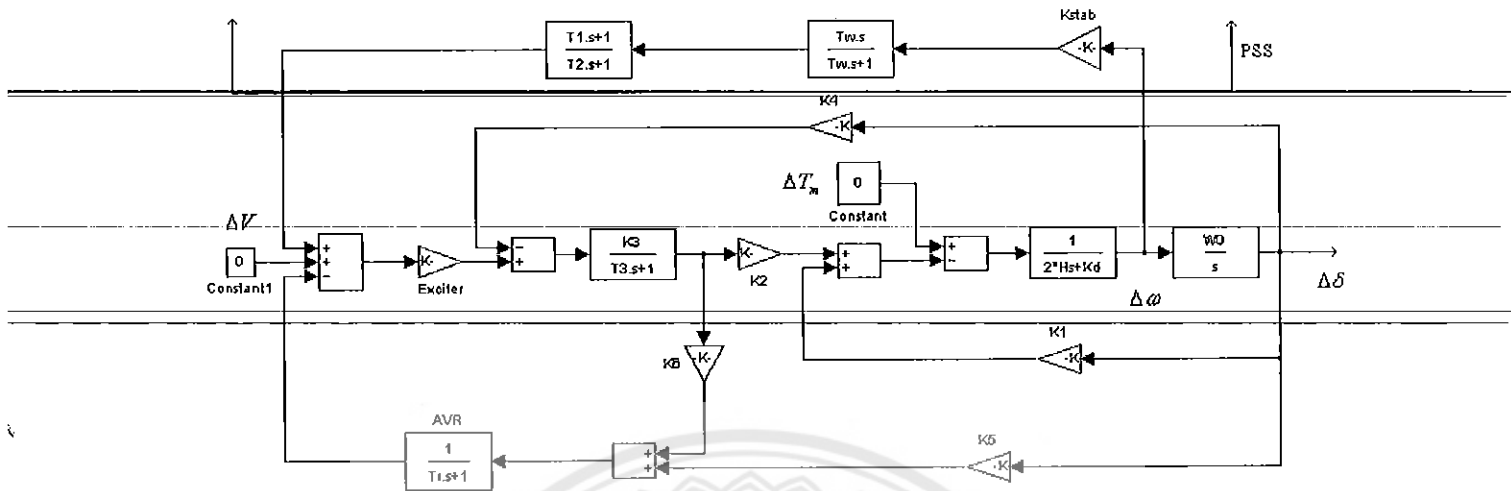 Kstab
T1.s+1
T2.s+1
Tw.s
Tw.s+1
-K-
PSS
K4
-K
ΔT_m
0
Constant
ΔV
0
Constant1
+
+
-
K-
Exciter
-
+
K3
T3.s+1
K-
K2
+
+
+
-
1
2*Hs+Kd
W0
s
Δω
Δδ
K1
-K
-K-
K6
AVR
1
Tr.s+1
+
+
K5
-K